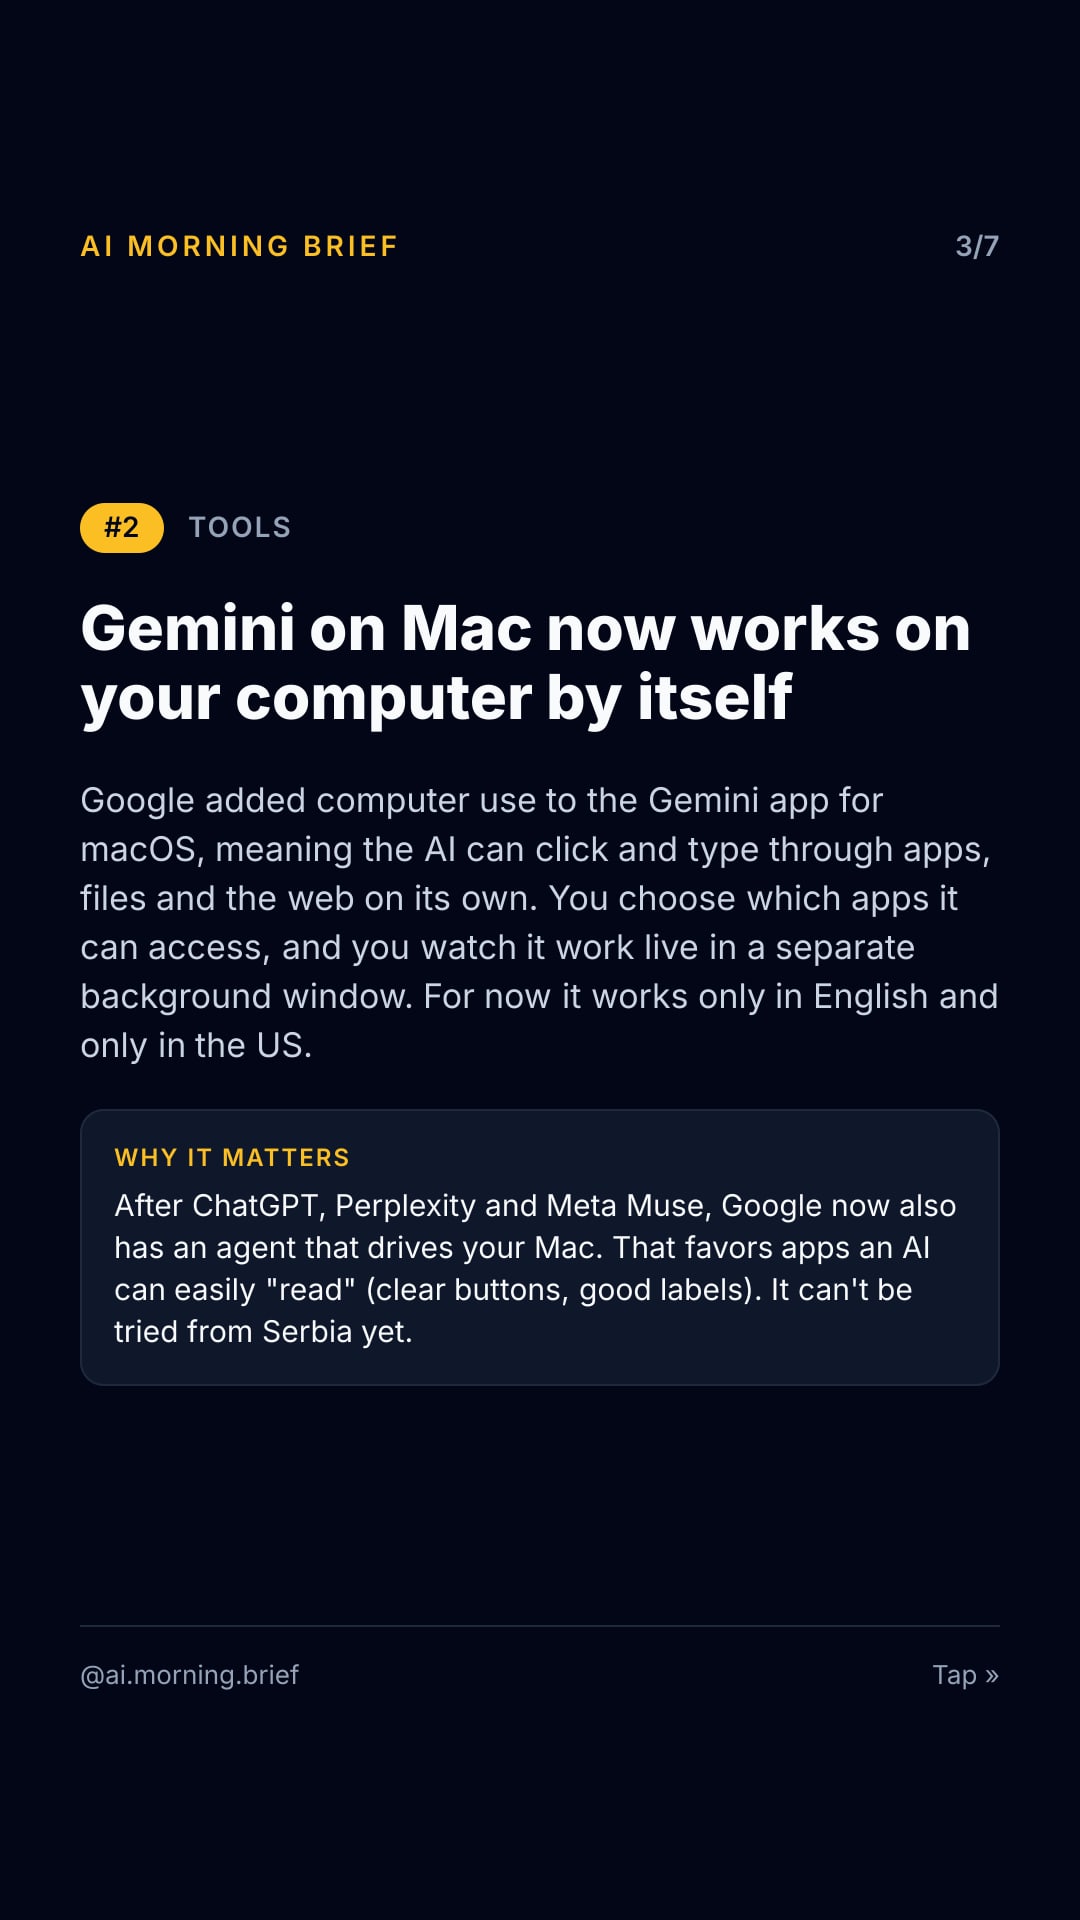 AI MORNING BRIEF
3/7
#2 TOOLS
Gemini on Mac now works on
your computer by itself
Google added computer use to the Gemini app for
macOS, meaning the AI can click and type through apps,
files and the web on its own. You choose which apps it
can access, and you watch it work live in a separate
background window. For now it works only in English and
only in the US.
WHY IT MATTERS
After ChatGPT, Perplexity and Meta Muse, Google now also
has an agent that drives your Mac. That favors apps an AI
can easily "read" (clear buttons, good labels). It can't be
tried from Serbia yet.
@ai.morning.brief
Tap »